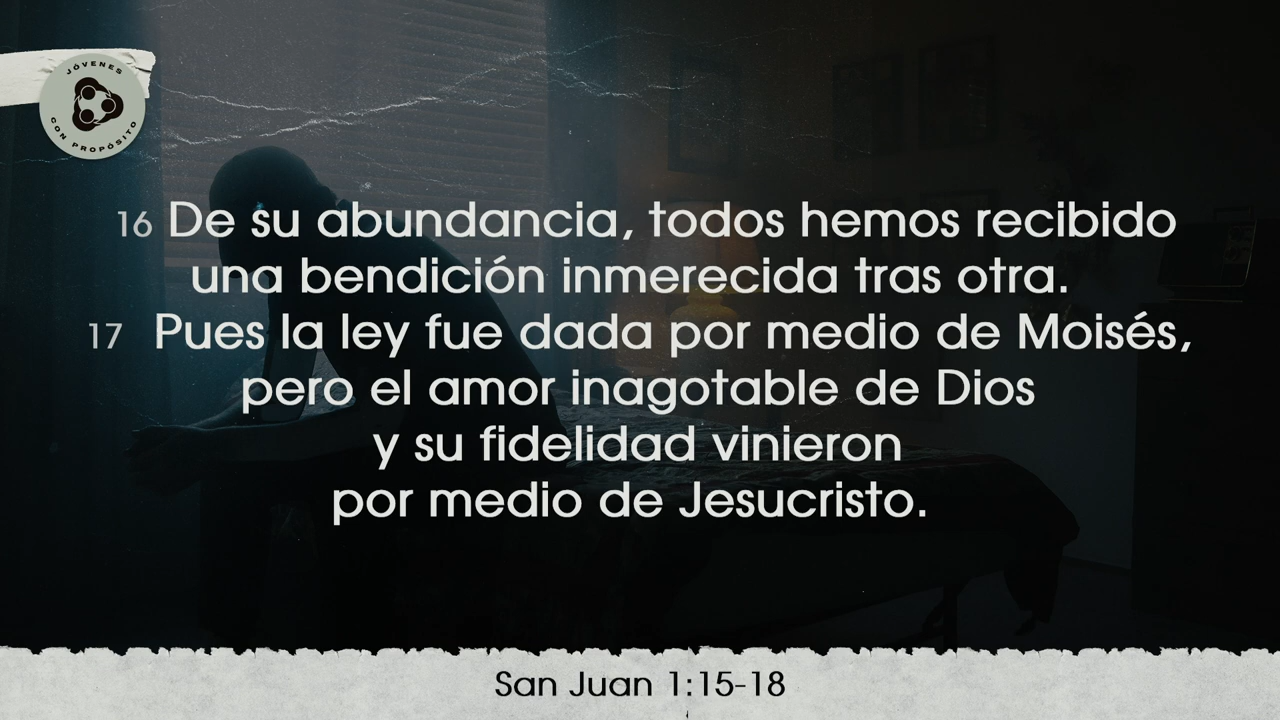 JÓVENES
CON PROPÓSITO
16 De su abundancia, todos hemos recibido
una bendición inmerecida tras otra.
17 Pues la ley fue dada por medio de Moisés,
pero el amor inagotable de Dios
y su fidelidad vinieron
por medio de Jesucristo.
San Juan 1:15-18